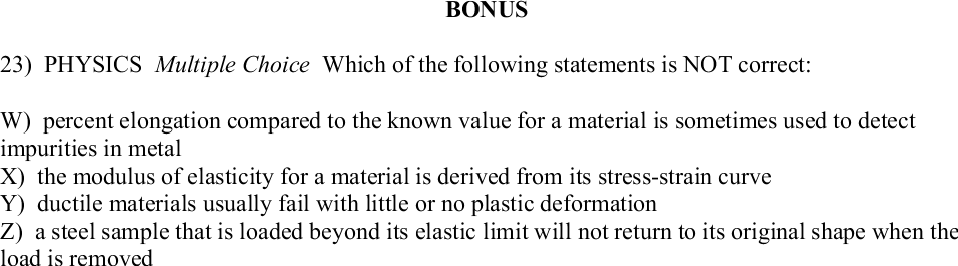 BONUS
23)  PHYSICS  Multiple Choice  Which of the following statements is NOT correct:
W)  percent elongation compared to the known value for a material is sometimes used to detect
impurities in metal
X)  the modulus of elasticity for a material is derived from its stress-strain curve
Y)  ductile materials usually fail with little or no plastic deformation
Z)  a steel sample that is loaded beyond its elastic limit will not return to its original shape when the
load is removed